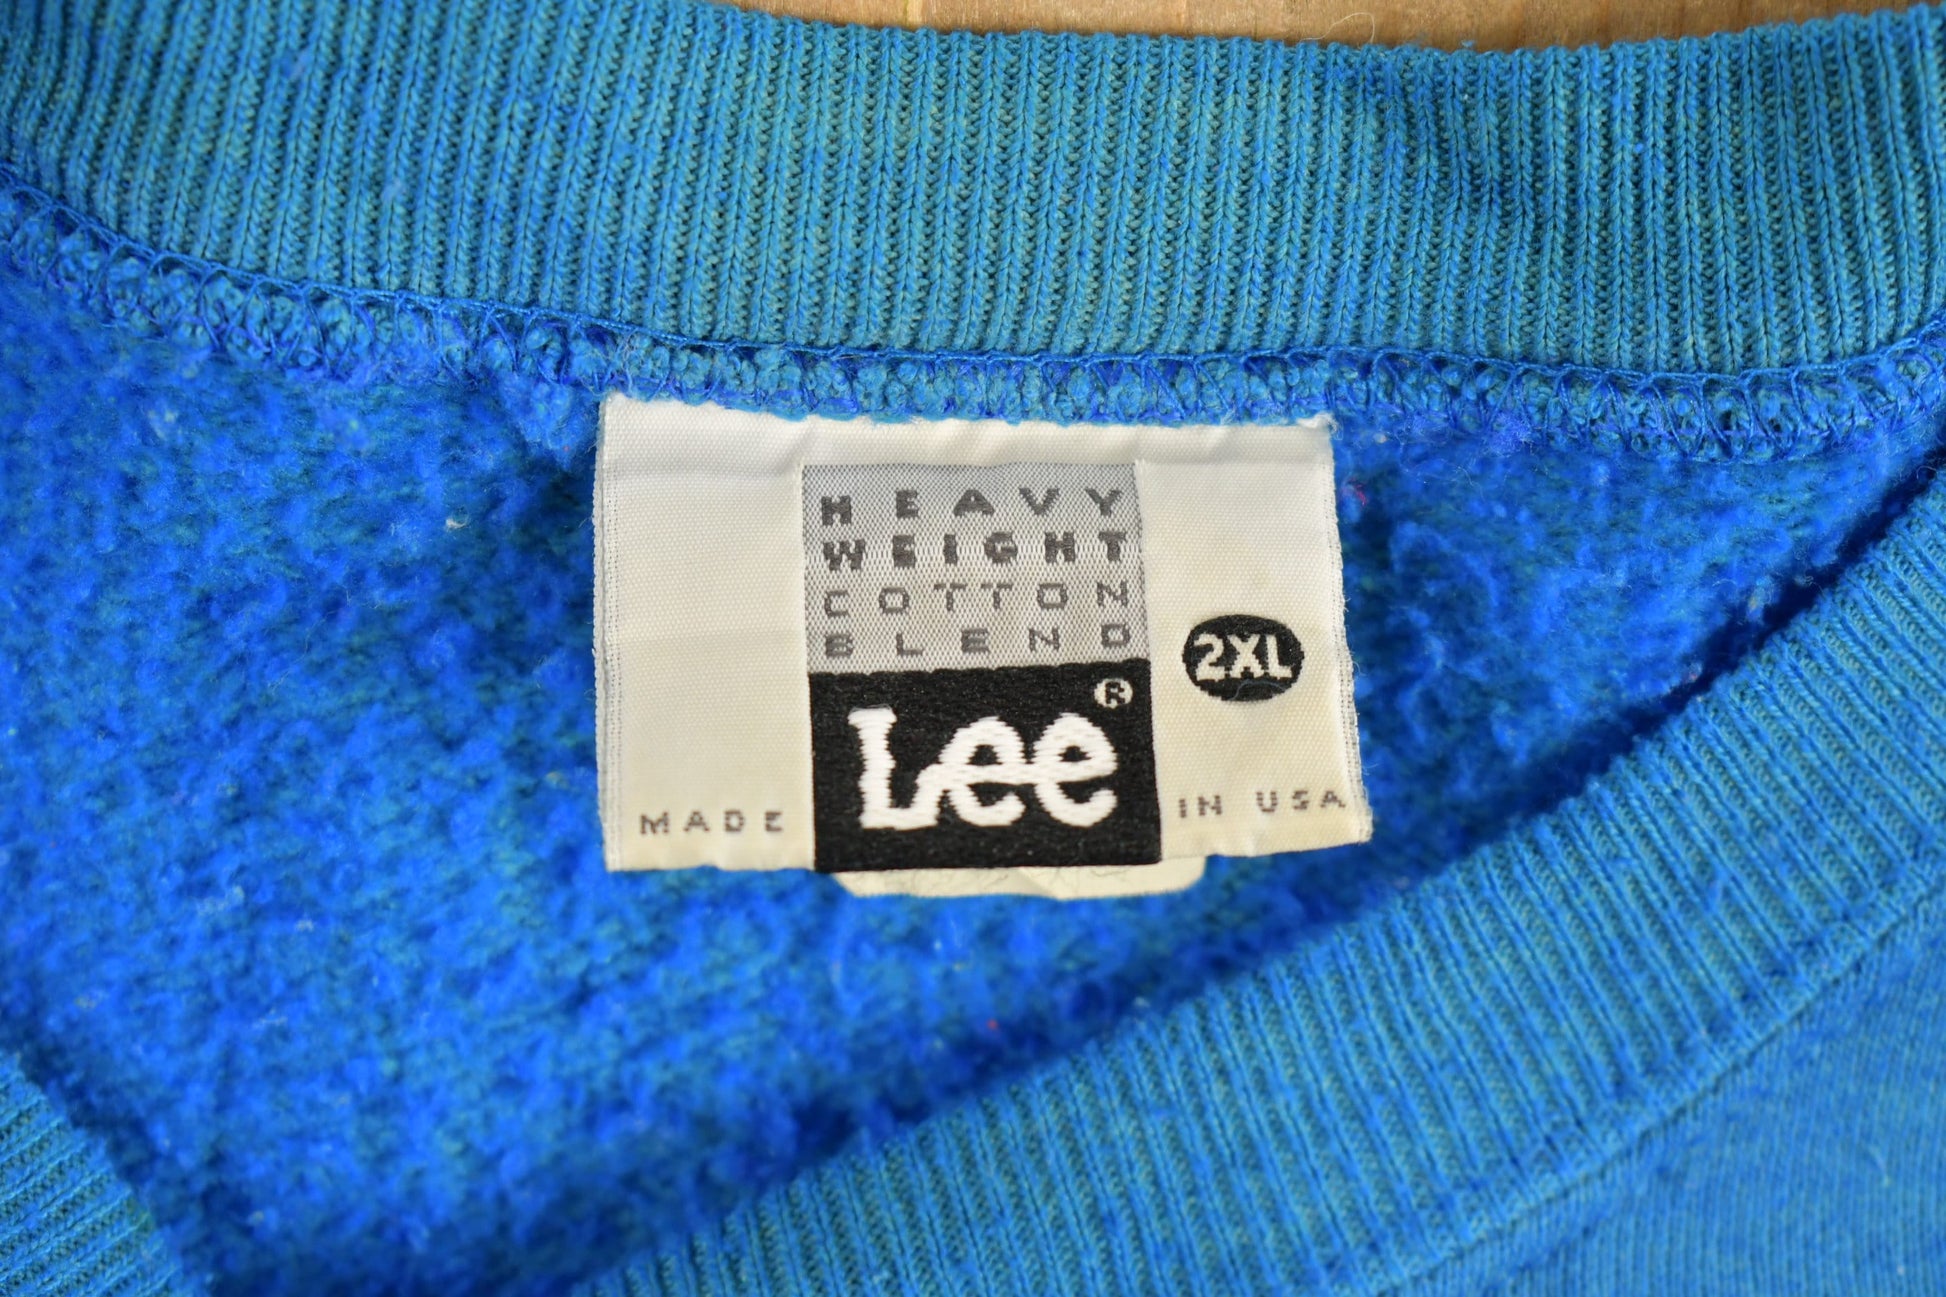 HEAVY
WEIGHT
COTTON
BLEND
2XL
Lee®
MADE IN USA